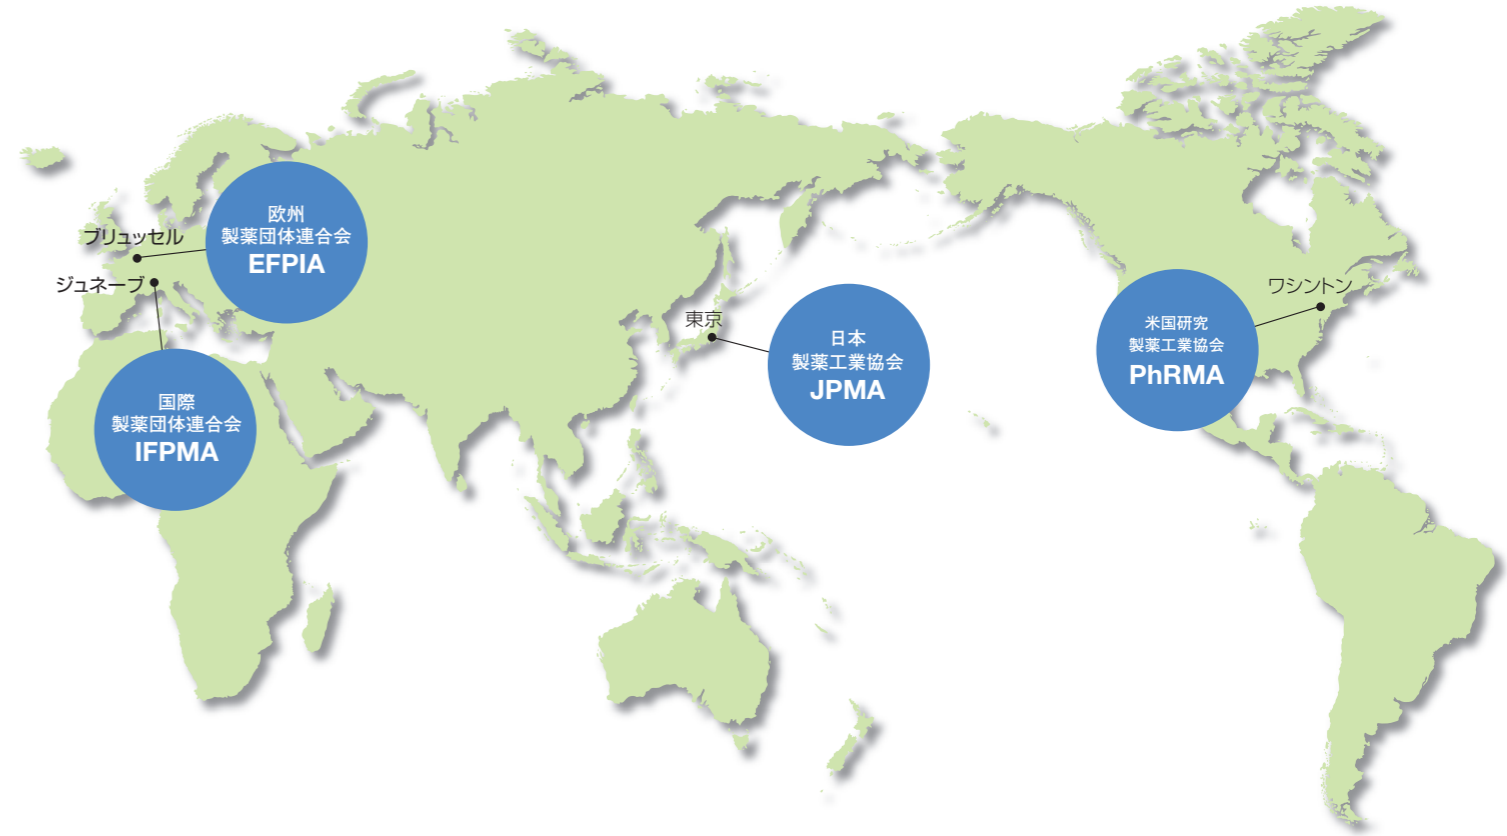 欧州
製薬団体連合会
EFPIA
ブリュッセル
ジュネーブ
国際
製薬団体連合会
IFPMA
東京
日本
製薬工業協会
JPMA
ワシントン
米国研究
製薬工業協会
PhRMA